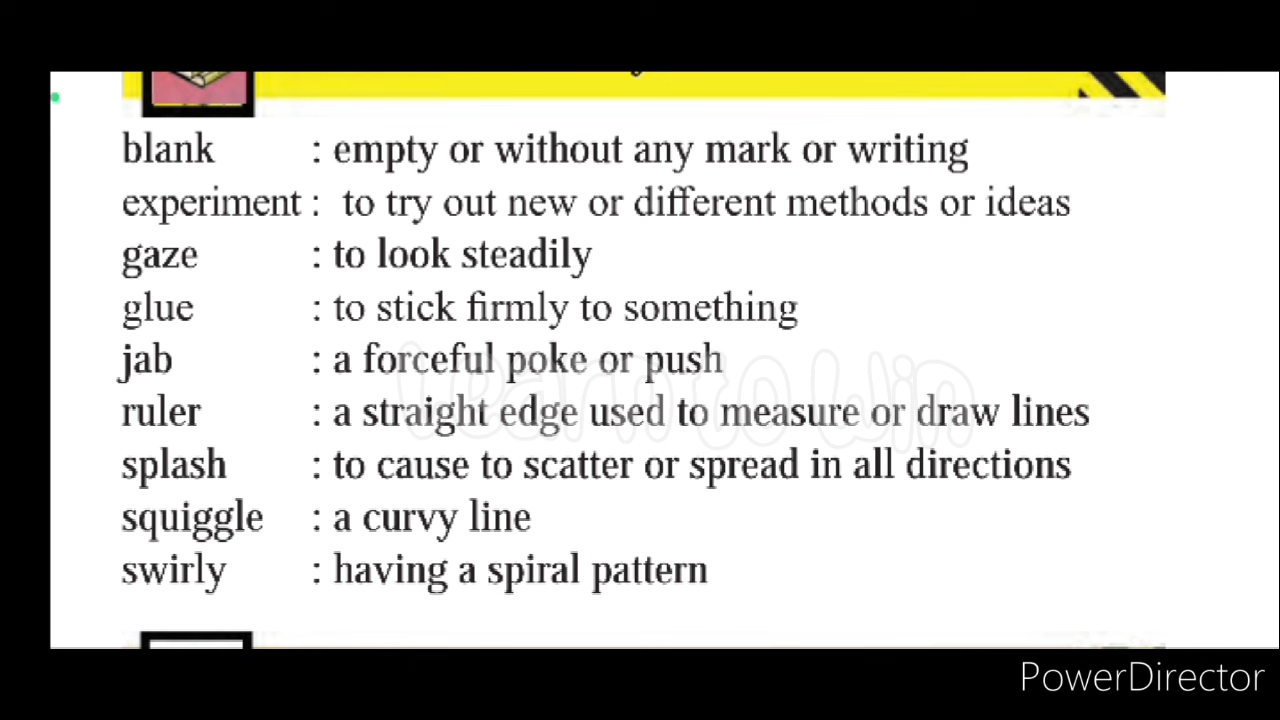 blank : empty or without any mark or writing
experiment : to try out new or different methods or ideas
gaze : to look steadily
glue : to stick firmly to something
jab : a forceful poke or push
ruler : a straight edge used to measure or draw lines
splash : to cause to scatter or spread in all directions
squiggle : a curvy line
swirly : having a spiral pattern
learn to Win
PowerDirector